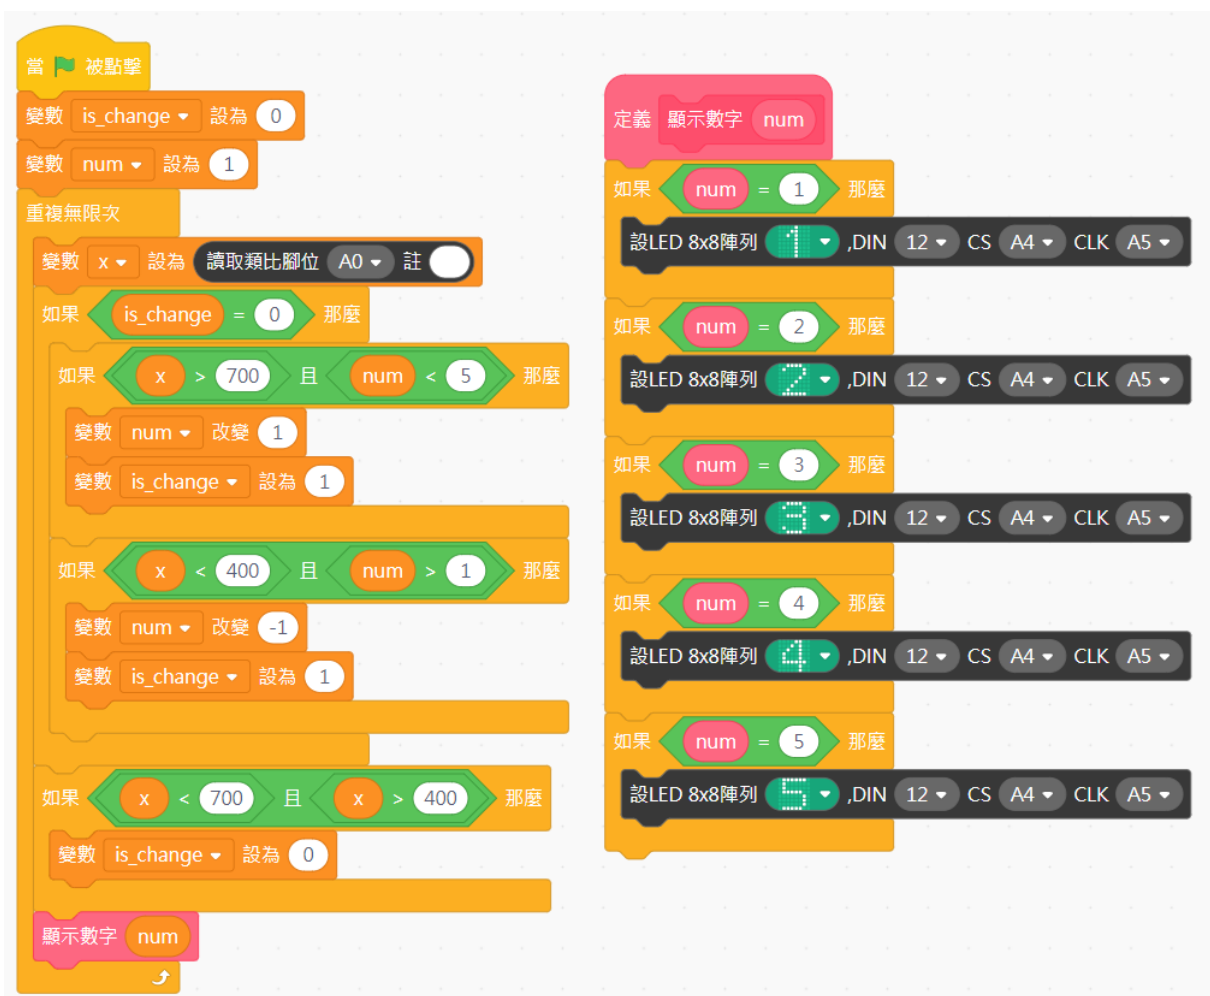 當 被點擊
變數 is_change 設為 0
變數 num 設為 1
重複無限次
變數 x 設為 讀取類比腳位 A0 註
如果 is_change = 0 那麼
如果 x > 700 且 num < 5 那麼
變數 num 改變 1
變數 is_change 設為 1
如果 x < 400 且 num > 1 那麼
變數 num 改變 -1
變數 is_change 設為 1
如果 x < 700 且 x > 400 那麼
變數 is_change 設為 0
顯示數字 num
定義 顯示數字 num
如果 num = 1 那麼
設LED 8x8陣列 1 ,DIN 12 CS A4 CLK A5
如果 num = 2 那麼
設LED 8x8陣列 2 ,DIN 12 CS A4 CLK A5
如果 num = 3 那麼
設LED 8x8陣列 3 ,DIN 12 CS A4 CLK A5
如果 num = 4 那麼
設LED 8x8陣列 4 ,DIN 12 CS A4 CLK A5
如果 num = 5 那麼
設LED 8x8陣列 5 ,DIN 12 CS A4 CLK A5